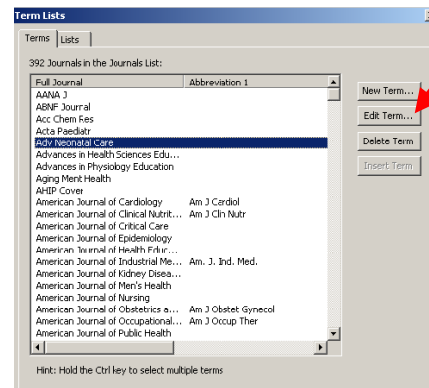 Term Lists
Terms Lists
392 Journals in the Journals List:
Full Journal Abbreviation 1
AANA J
ABNF Journal
Acc Chem Res
Acta Paediatr
Adv Neonatal Care
Advances in Health Sciences Edu...
Advances in Physiology Education
Aging Ment Health
AHIP Cover
American Journal of Cardiology Am J Cardiol
American Journal of Clinical Nutrit... Am J Clin Nutr
American Journal of Critical Care
American Journal of Epidemiology
American Journal of Health Educ...
American Journal of Industrial Me... Am. J. Ind. Med.
American Journal of Kidney Disea...
American Journal of Men's Health
American Journal of Nursing
American Journal of Obstetrics a... Am J Obstet Gynecol
American Journal of Occupational... Am J Occup Ther
American Journal of Public Health
New Term...
Edit Term...
Delete Term
Insert Term
Hint: Hold the Ctrl key to select multiple terms